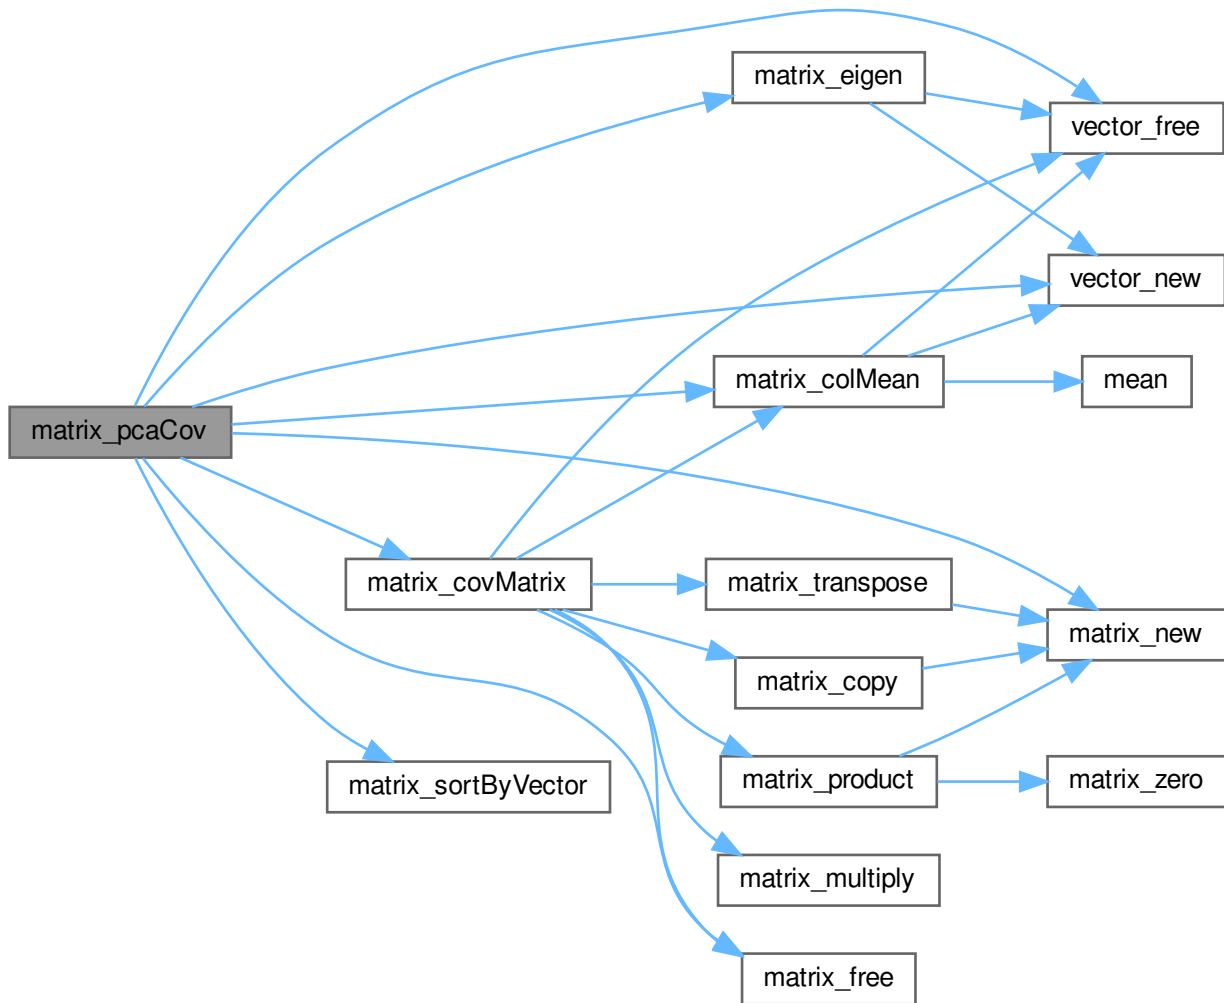 matrix_eigen
vector_free
vector_new
matrix_colMean
mean
matrix_pcaCov
matrix_covMatrix
matrix_transpose
matrix_new
matrix_copy
matrix_product
matrix_zero
matrix_sortByVector
matrix_multiply
matrix_free